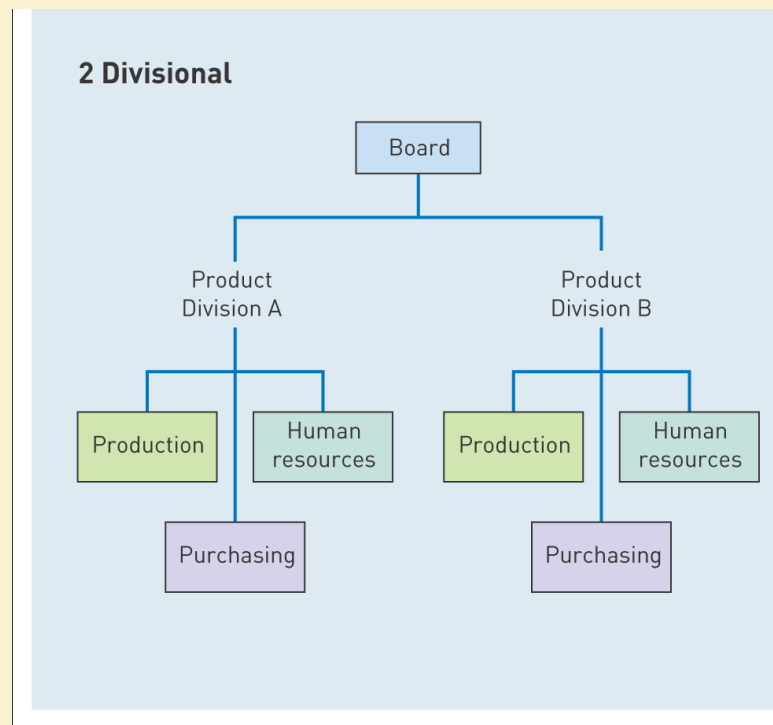 2 Divisional
Board
Product
Division A
Product
Division B
Production
Human
resources
Production
Human
resources
Purchasing
Purchasing